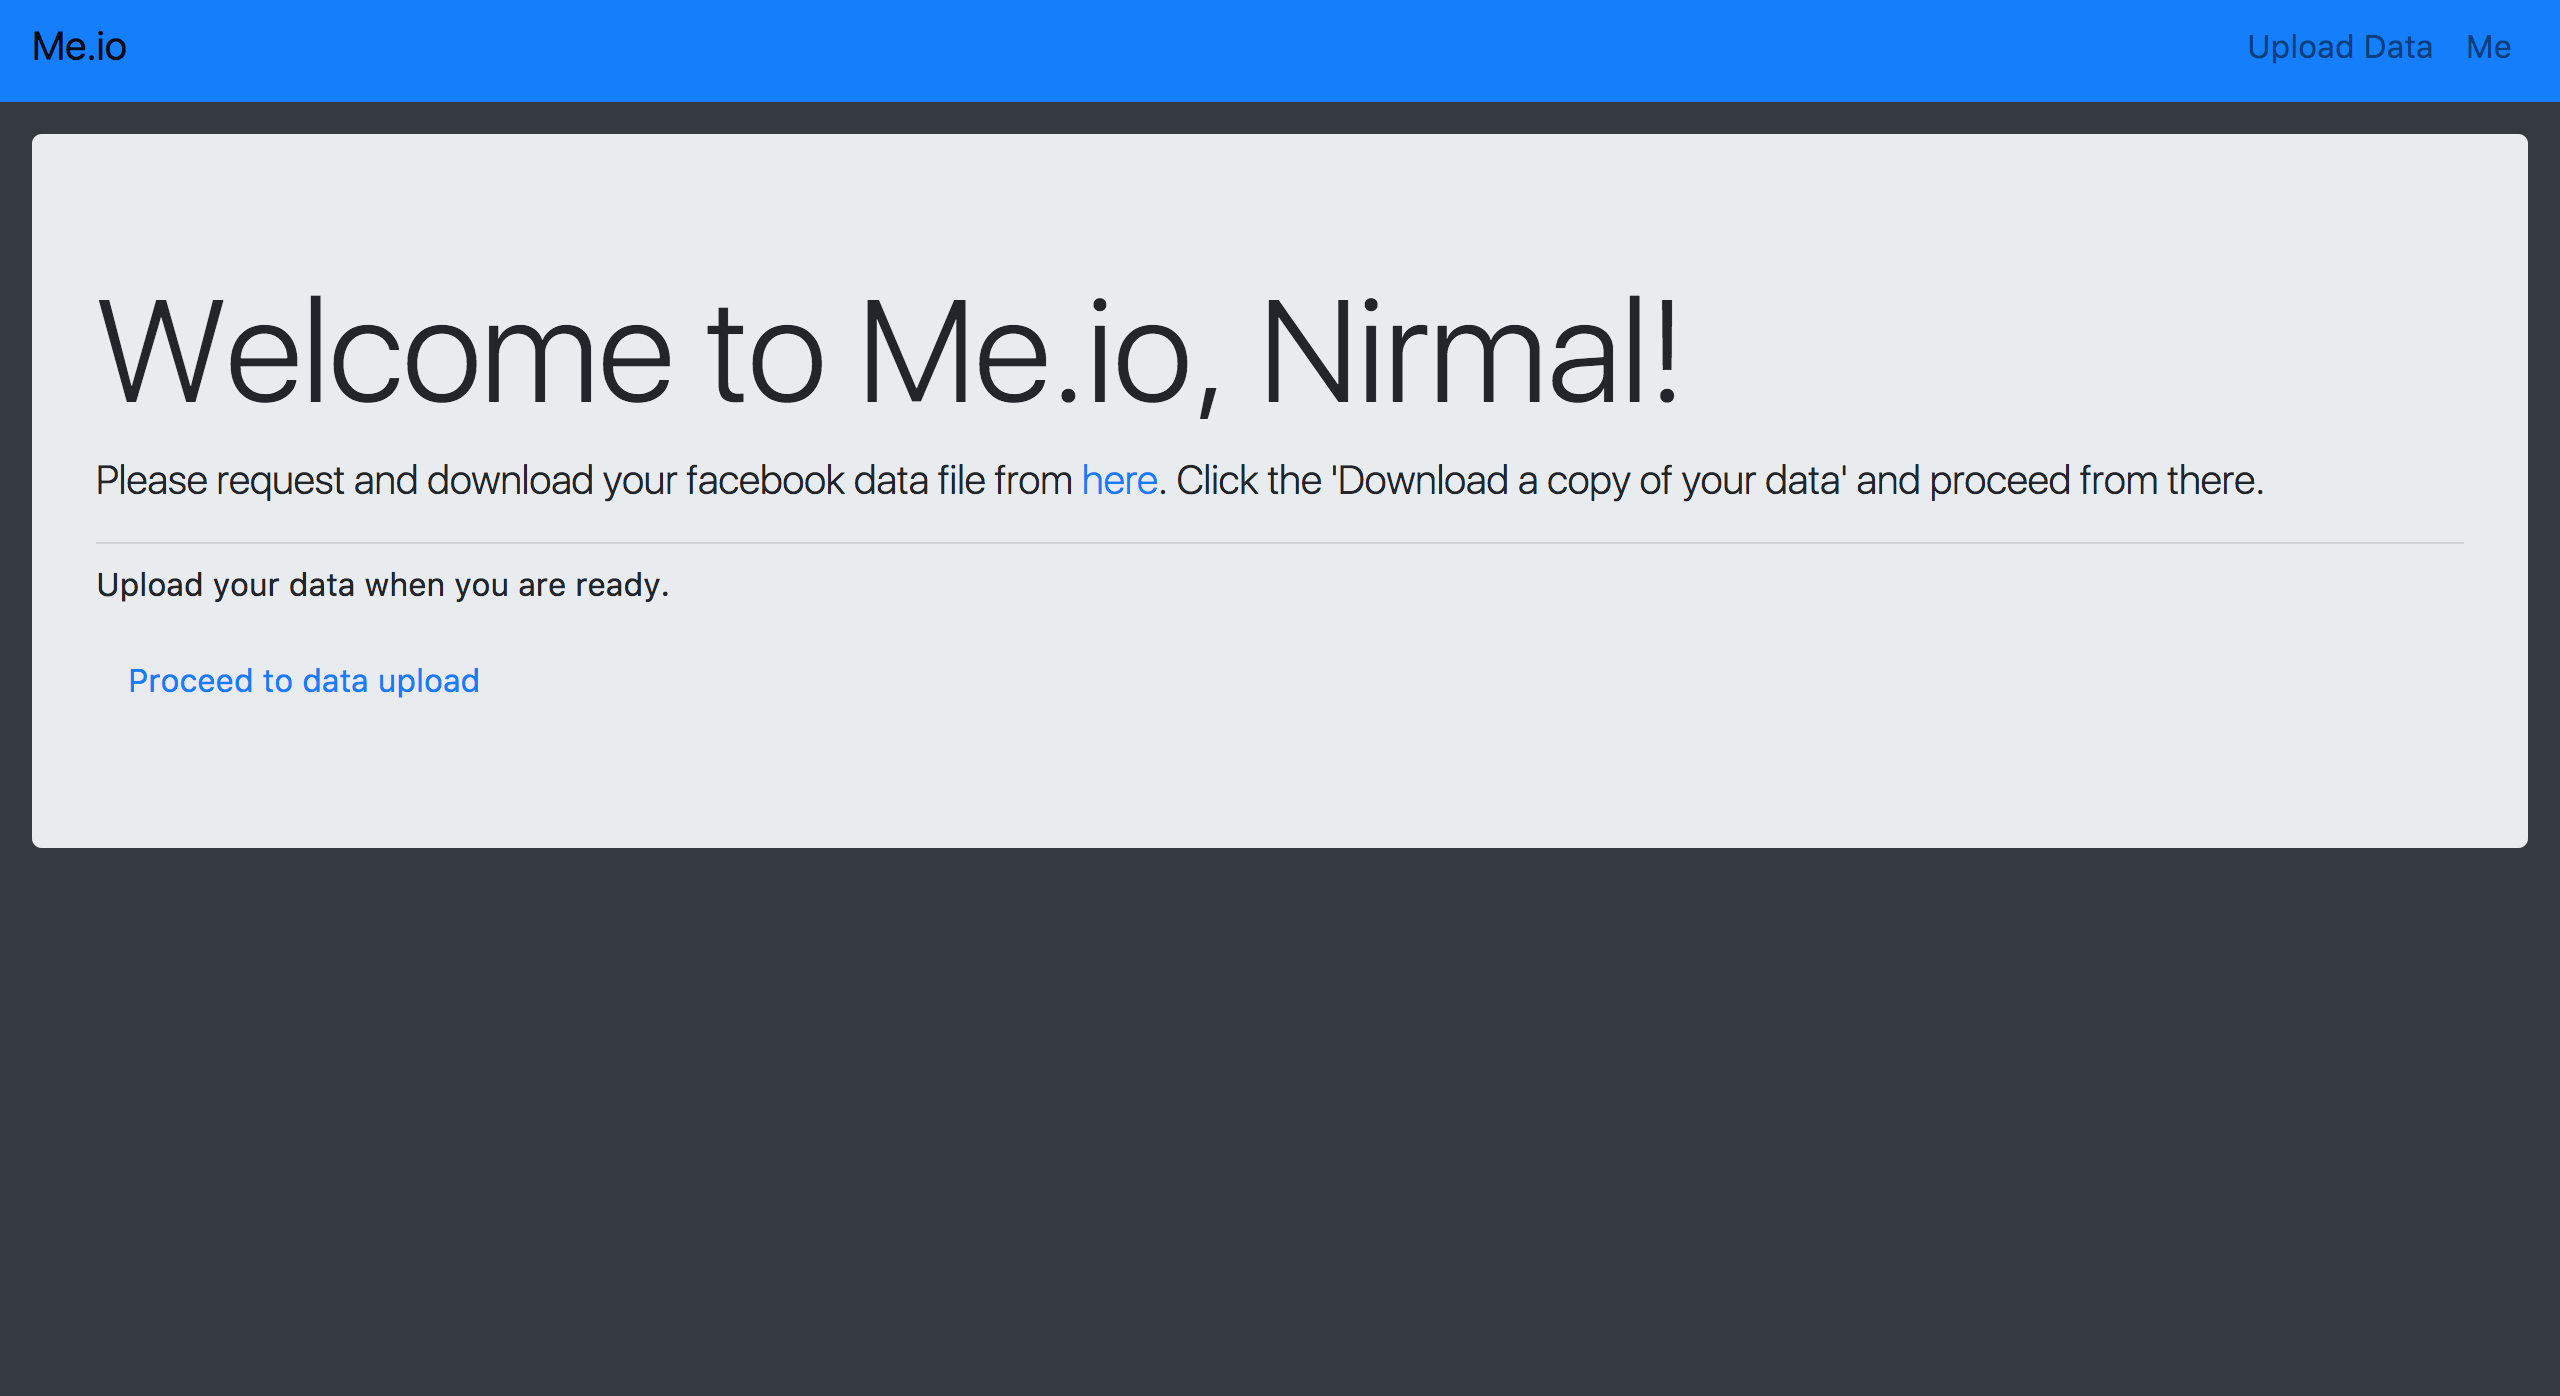 Me.io
Upload Data
Me
Welcome to Me.io, Nirmal!
Please request and download your facebook data file from here. Click the 'Download a copy of your data' and proceed from there.
Upload your data when you are ready.
Proceed to data upload